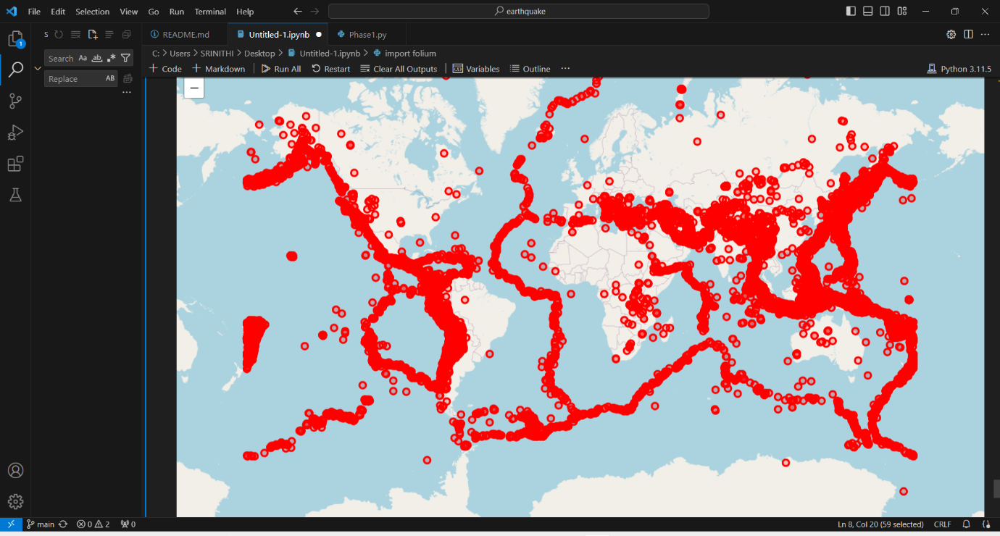 File Edit Selection View Go Run Terminal Help earthquake
S README.md Untitled-1.ipynb Phase1.py
Search Aa ab .* C: > Users > SRINITHI > Desktop > Untitled-1.ipynb > import folium
Replace AB + Code + Markdown Run All Restart Clear All Outputs Variables Outline ... Python 3.11.5
1
main 0 2 0 Ln 8, Col 20 (59 selected) CRLF